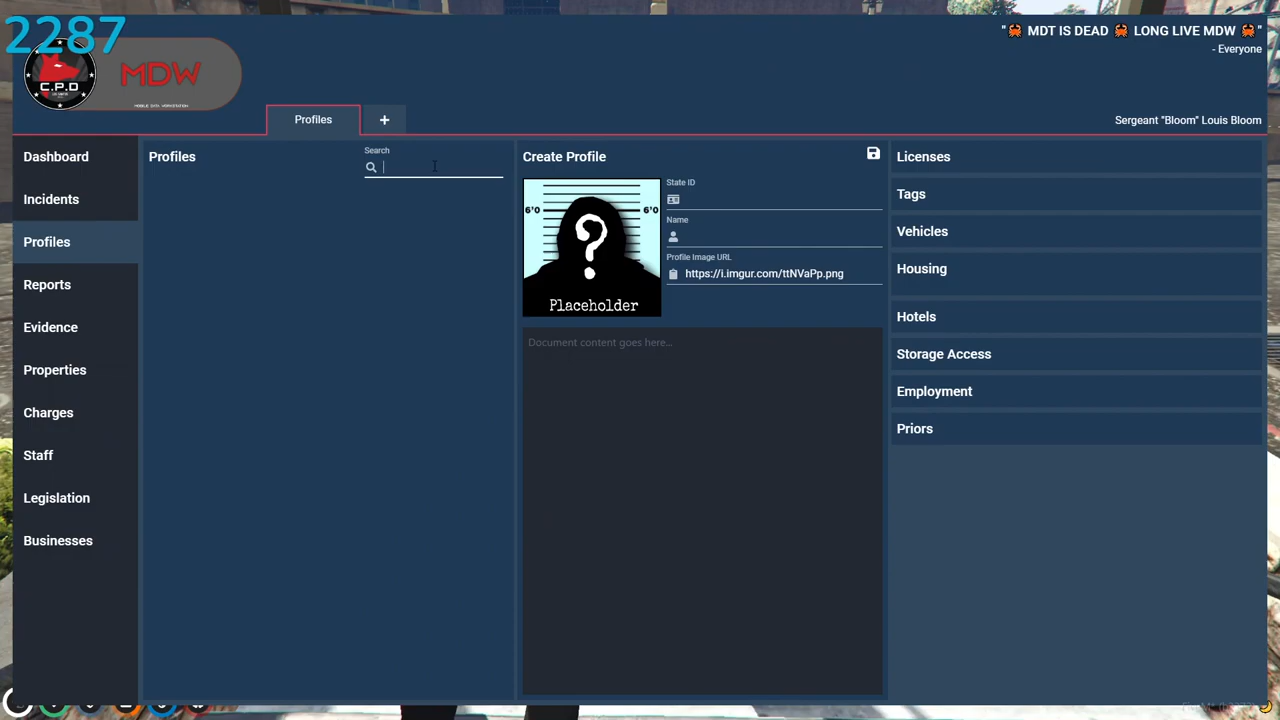 2287
" 🦀 MDT IS DEAD 🦀 LONG LIVE MDW 🦀 "
- Everyone
C.P.D
MDW
MOBILE DATA WORKSTATION
Profiles
+
Sergeant "Bloom" Louis Bloom
Dashboard
Incidents
Profiles
Reports
Evidence
Properties
Charges
Staff
Legislation
Businesses
Profiles
Search
Create Profile
6'0 6'0
?
Placeholder
State ID
Name
Profile Image URL
https://i.imgur.com/ttNVaPp.png
Document content goes here...
Licenses
Tags
Vehicles
Housing
Hotels
Storage Access
Employment
Priors